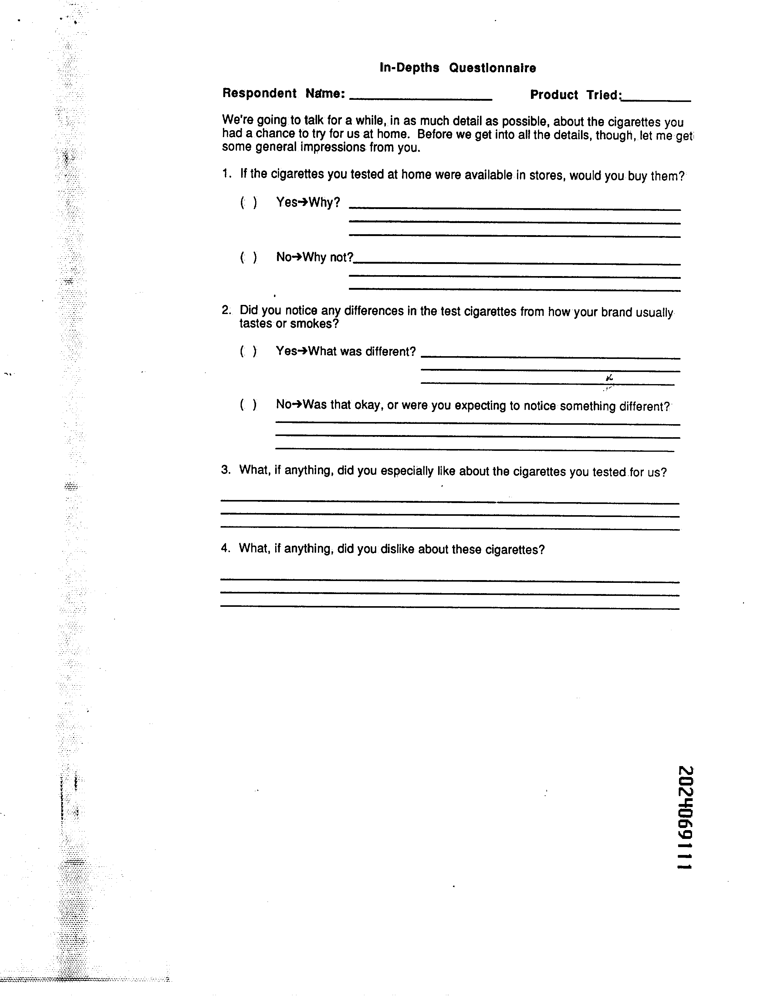 In-Depths Questionnaire
Respondent Name: Product Tried:
We're going to talk for a while, in as much detail as possible, about the cigarettes you
had a chance to try for us at home. Before we get into all the details, though, let me get
some general impressions from you.
1. If the cigarettes you tested at home were available in stores, would you buy them?
( ) Yes→Why?
( ) No→Why not?
2. Did you notice any differences in the test cigarettes from how your brand usually
tastes or smokes?
( ) Yes→What was different?
( ) No→Was that okay, or were you expecting to notice something different?
3. What, if anything, did you especially like about the cigarettes you tested for us?
4. What, if anything, did you dislike about these cigarettes?
2024069111